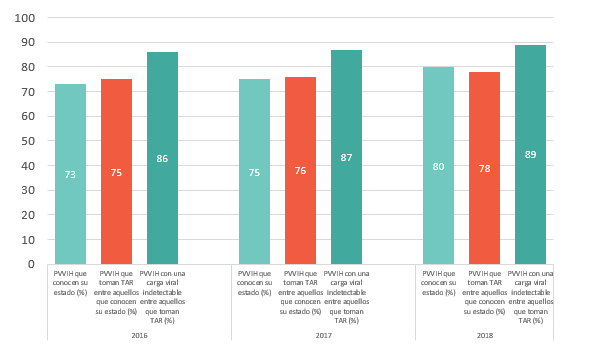 100
90
80
70
60
50
40
30
20
10
0
73
75
86
75
76
87
80
78
89
PVVIH que
conocen su
estado (%)
PVVIH que
toman TAR
entre aquellos
que conocen
su estado (%)
PVVIH con una
carga viral
indetectable
entre aquellos
que toman
TAR (%)
PVVIH que
conocen su
estado (%)
PVVIH que
toman TAR
entre aquellos
que conocen
su estado (%)
PVVIH con una
carga viral
indetectable
entre aquellos
que toman
TAR (%)
PVVIH que
conocen su
estado (%)
PVVIH que
toman TAR
entre aquellos
que conocen
su estado (%)
PVVIH con una
carga viral
indetectable
entre aquellos
que toman
TAR (%)
2016
2017
2018